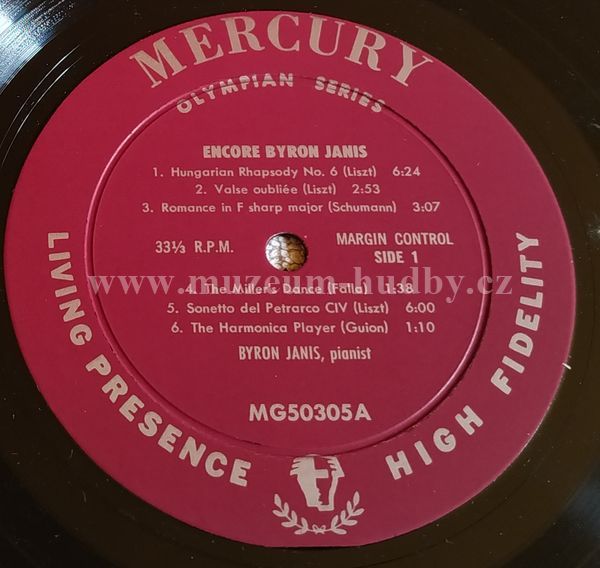 MERCURY
OLYMPIAN SERIES
ENCORE BYRON JANIS
1. Hungarian Rhapsody No. 6 (Liszt) 6:24
2. Valse oubliée (Liszt) 2:53
3. Romance in F sharp major (Schumann) 3:07
33⅓ R.P.M.
MARGIN CONTROL
SIDE 1
www.muzeum-hudby.cz
4. The Miller's Dance (Falla) 1:38
5. Sonetto del Petrarco CIV (Liszt) 6:00
6. The Harmonica Player (Guion) 1:10
BYRON JANIS, pianist
MG50305A
LIVING PRESENCE
HIGH FIDELITY